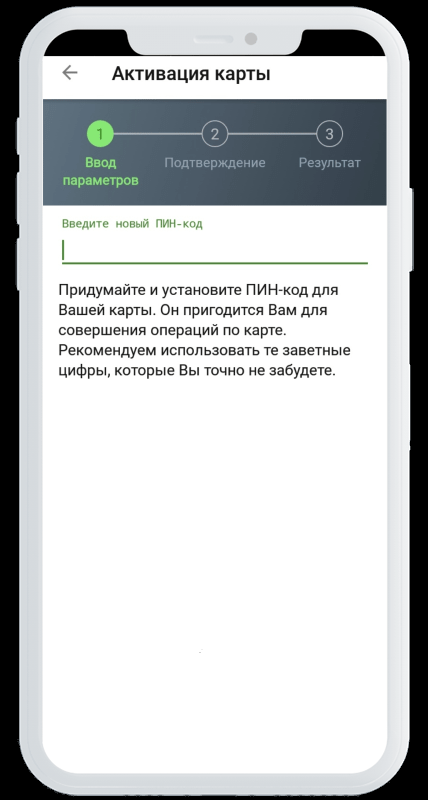 Активация карты
1
2
3
Ввод
параметров
Подтверждение
Результат
Введите новый ПИН-код
Придумайте и установите ПИН-код для
Вашей карты. Он пригодится Вам для
совершения операций по карте.
Рекомендуем использовать те заветные
цифры, которые Вы точно не забудете.